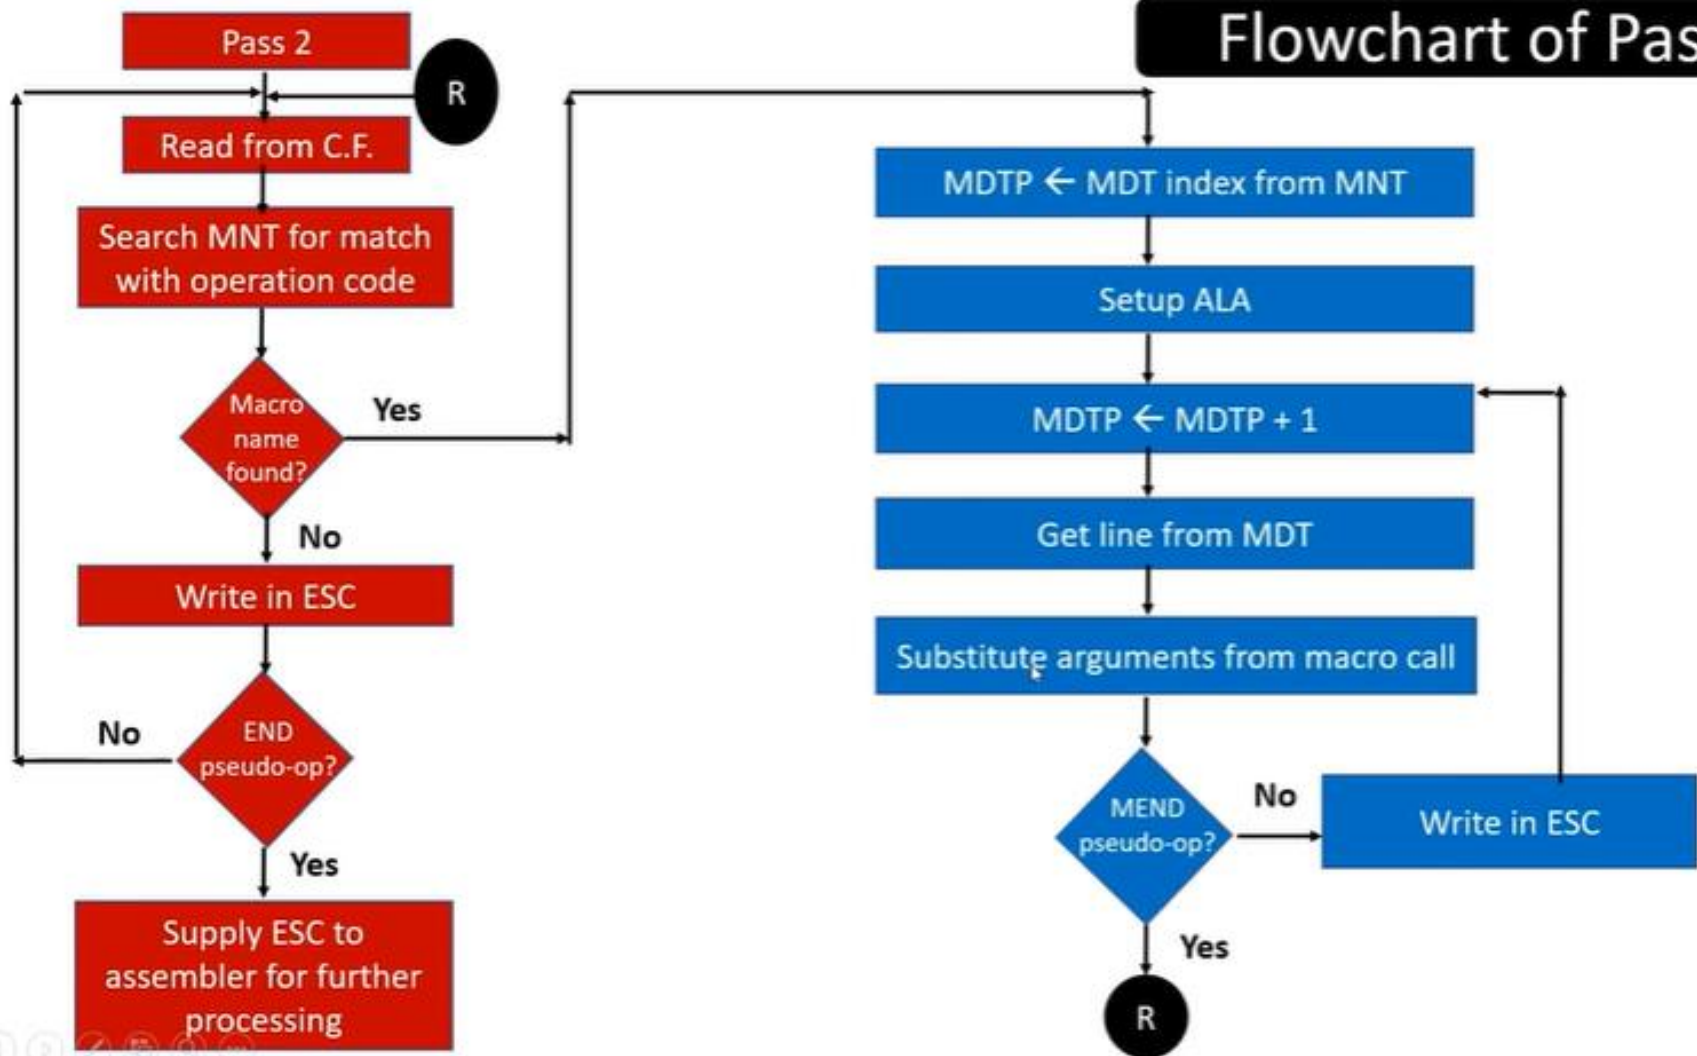 Flowchart of Pas
Pass 2
R
Read from C.F.
Search MNT for match
with operation code
Macro
name
found?
Yes
No
Write in ESC
END
pseudo-op?
No
Yes
Supply ESC to
assembler for further
processing
MDTP ← MDT index from MNT
Setup ALA
MDTP ← MDTP + 1
Get line from MDT
Substitute arguments from macro call
MEND
pseudo-op?
No
Write in ESC
Yes
R